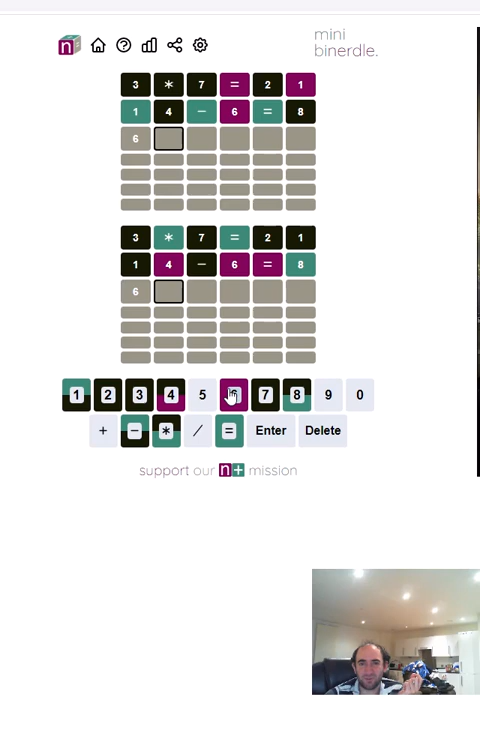 n
mini
binerdle.
3 * 7 = 2 1
1 4 - 6 = 8
6
3 * 7 = 2 1
1 4 - 6 = 8
6
1 2 3 4 5 6 7 8 9 0
+ - * / = Enter Delete
support our n+ mission